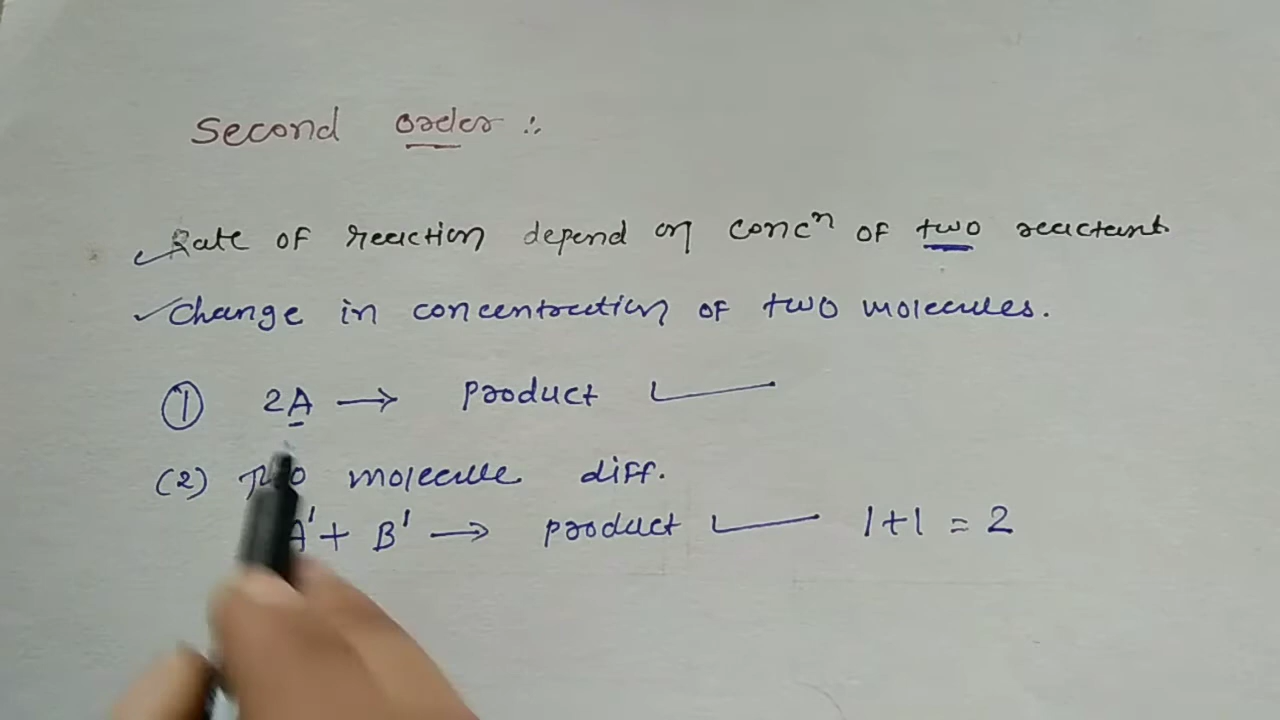 Second order :.
Rate of reaction depend on concⁿ of two reactant.
Change in concentration of two molecules.
① 2A → product
(2) Two molecule diff.
A' + B' → product 1+1 = 2